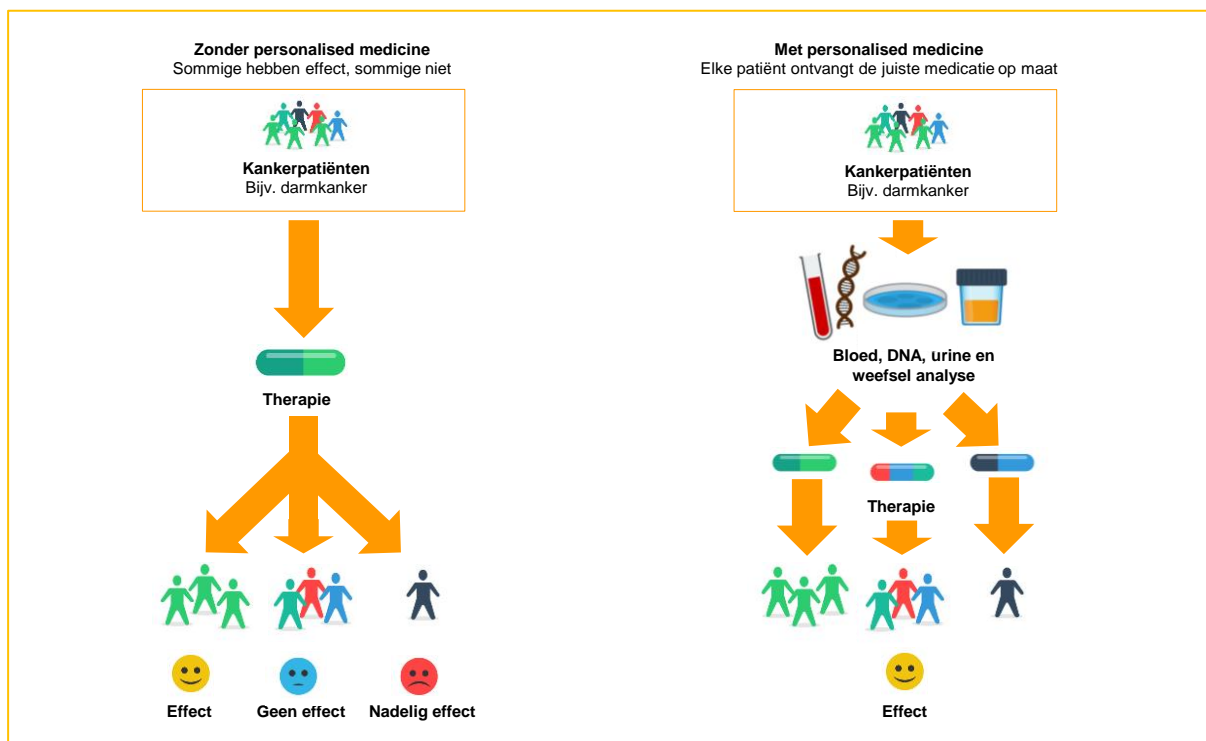 Zonder personalised medicine
Sommige hebben effect, sommige niet
Kankerpatiënten
Bijv. darmkanker
Therapie
Effect
Geen effect
Nadelig effect
Met personalised medicine
Elke patiënt ontvangt de juiste medicatie op maat
Kankerpatiënten
Bijv. darmkanker
Bloed, DNA, urine en
weefsel analyse
Therapie
Effect